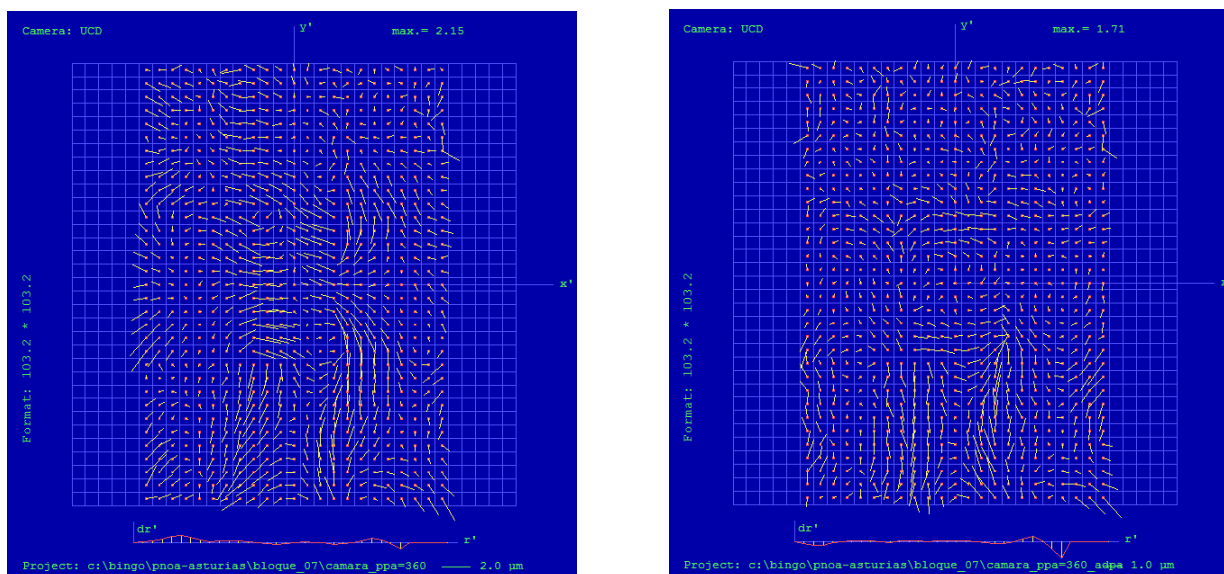 Camera: UCD
y'
max.= 2.15
x'
Format: 103.2 * 103.2
dr'
r'
Project: c:\bingo\pnoa-asturias\bloque_07\camara_ppa=360
2.0 µm
Camera: UCD
y'
max.= 1.71
Format: 103.2 * 103.2
dr'
r'
Project: c:\bingo\pnoa-asturias\bloque_07\camara_ppa=360_adpa
1.0 µm